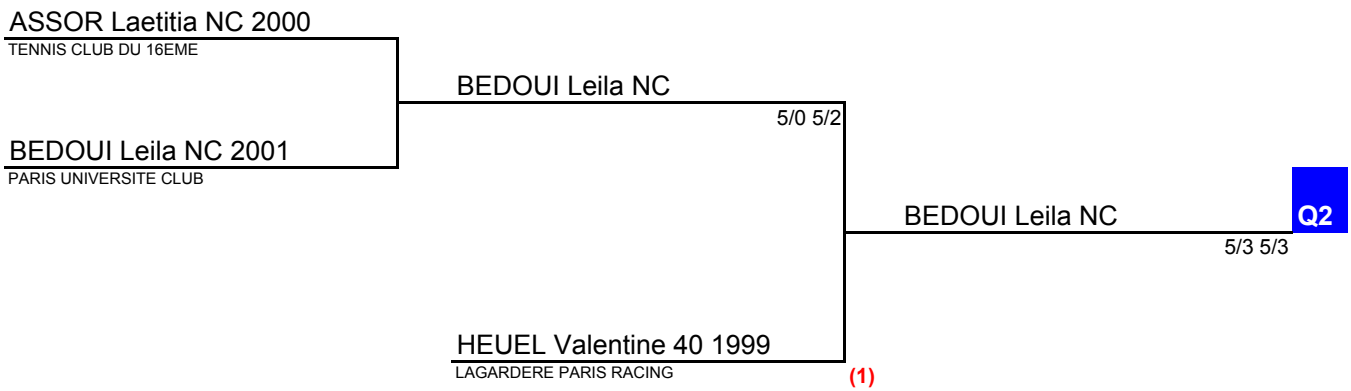 ASSOR Laetitia NC 2000
TENNIS CLUB DU 16EME
BEDOUI Leila NC
5/0 5/2
BEDOUI Leila NC 2001
PARIS UNIVERSITE CLUB
BEDOUI Leila NC
Q2
5/3 5/3
HEUEL Valentine 40 1999
LAGARDERE PARIS RACING
(1)